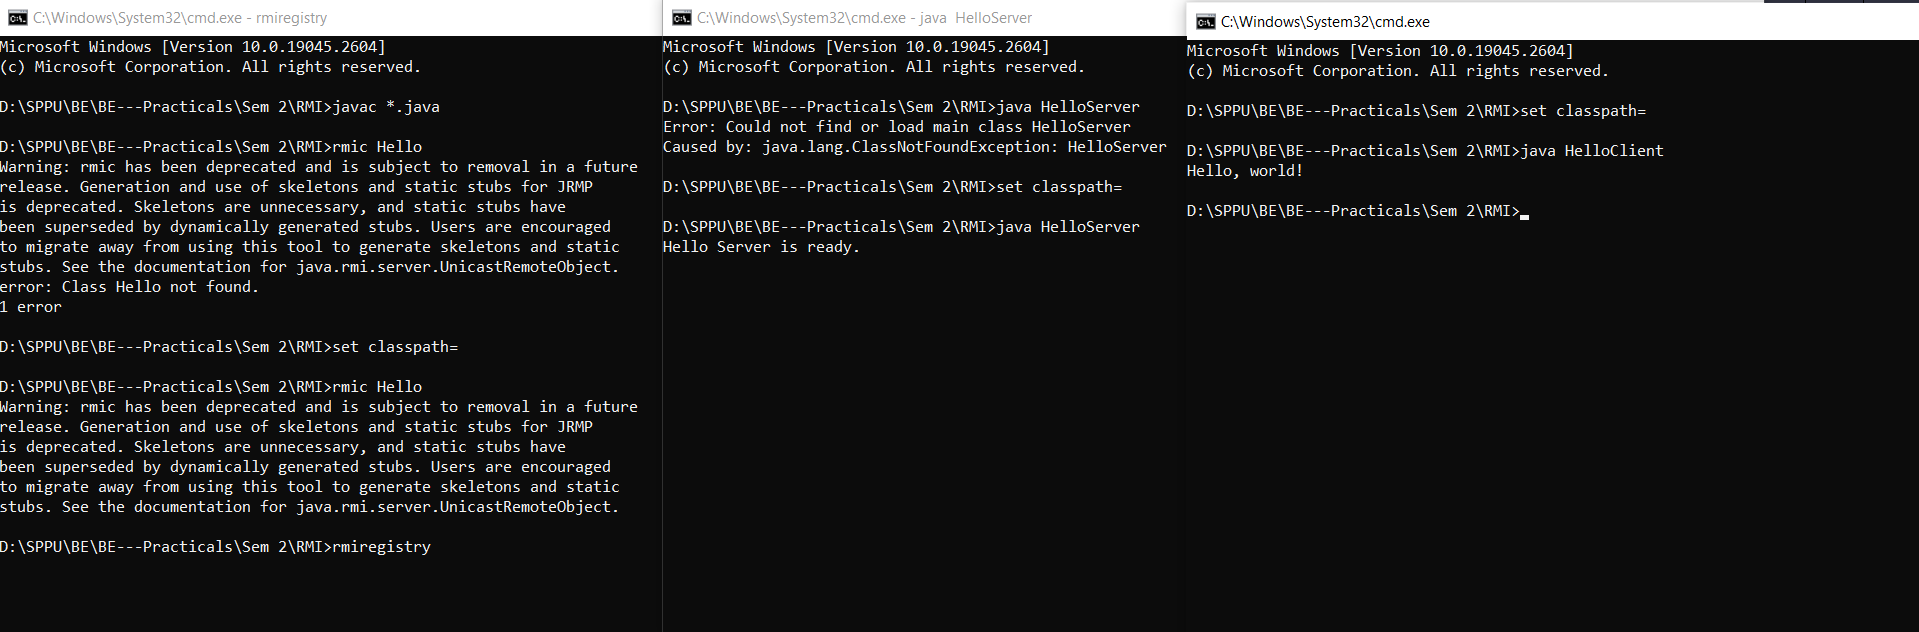 C:\Windows\System32\cmd.exe - rmiregistry
Microsoft Windows [Version 10.0.19045.2604]
(c) Microsoft Corporation. All rights reserved.
D:\SPPU\BE\BE---Practicals\Sem 2\RMI>javac *.java
D:\SPPU\BE\BE---Practicals\Sem 2\RMI>rmic Hello
Warning: rmic has been deprecated and is subject to removal in a future
release. Generation and use of skeletons and static stubs for JRMP
is deprecated. Skeletons are unnecessary, and static stubs have
been superseded by dynamically generated stubs. Users are encouraged
to migrate away from using this tool to generate skeletons and static
stubs. See the documentation for java.rmi.server.UnicastRemoteObject.
error: Class Hello not found.
1 error
D:\SPPU\BE\BE---Practicals\Sem 2\RMI>set classpath=
D:\SPPU\BE\BE---Practicals\Sem 2\RMI>rmic Hello
Warning: rmic has been deprecated and is subject to removal in a future
release. Generation and use of skeletons and static stubs for JRMP
is deprecated. Skeletons are unnecessary, and static stubs have
been superseded by dynamically generated stubs. Users are encouraged
to migrate away from using this tool to generate skeletons and static
stubs. See the documentation for java.rmi.server.UnicastRemoteObject.
D:\SPPU\BE\BE---Practicals\Sem 2\RMI>rmiregistry
C:\Windows\System32\cmd.exe - java  HelloServer
Microsoft Windows [Version 10.0.19045.2604]
(c) Microsoft Corporation. All rights reserved.
D:\SPPU\BE\BE---Practicals\Sem 2\RMI>java HelloServer
Error: Could not find or load main class HelloServer
Caused by: java.lang.ClassNotFoundException: HelloServer
D:\SPPU\BE\BE---Practicals\Sem 2\RMI>set classpath=
D:\SPPU\BE\BE---Practicals\Sem 2\RMI>java HelloServer
Hello Server is ready.
C:\Windows\System32\cmd.exe
Microsoft Windows [Version 10.0.19045.2604]
(c) Microsoft Corporation. All rights reserved.
D:\SPPU\BE\BE---Practicals\Sem 2\RMI>set classpath=
D:\SPPU\BE\BE---Practicals\Sem 2\RMI>java HelloClient
Hello, world!
D:\SPPU\BE\BE---Practicals\Sem 2\RMI>